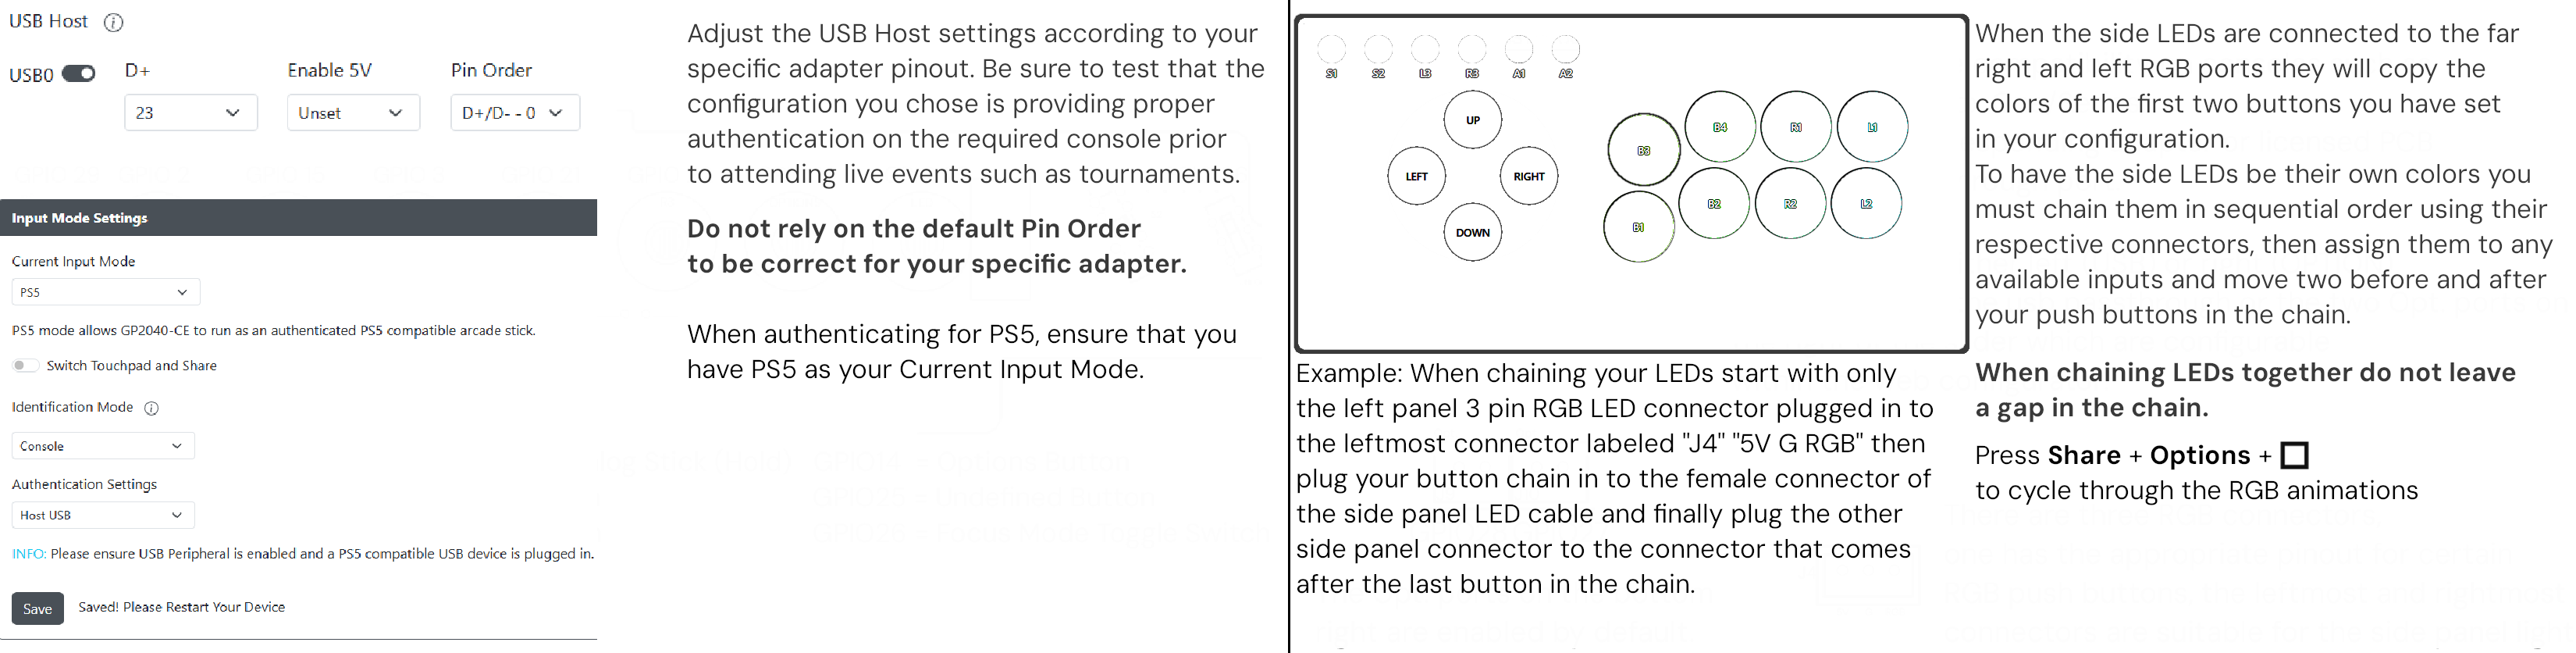 USB Host
USB0
D+
Enable 5V
Pin Order
23
Unset
D+/D- - 0
Input Mode Settings
Current Input Mode
PS5
PS5 mode allows GP2040-CE to run as an authenticated PS5 compatible arcade stick.
Switch Touchpad and Share
Identification Mode
Console
Authentication Settings
Host USB
INFO: Please ensure USB Peripheral is enabled and a PS5 compatible USB device is plugged in.
Save
Saved! Please Restart Your Device
Adjust the USB Host settings according to your
specific adapter pinout. Be sure to test that the
configuration you chose is providing proper
authentication on the required console prior
to attending live events such as tournaments.
Do not rely on the default Pin Order
to be correct for your specific adapter.
When authenticating for PS5, ensure that you
have PS5 as your Current Input Mode.
S1 S2 L3 R3 A1 A2
UP
LEFT
RIGHT
DOWN
B3 B4 R1 L1
B1 B2 R2 L2
Example: When chaining your LEDs start with only
the left panel 3 pin RGB LED connector plugged in to
the leftmost connector labeled "J4" "5V G RGB" then
plug your button chain in to the female connector of
the side panel LED cable and finally plug the other
side panel connector to the connector that comes
after the last button in the chain.
When the side LEDs are connected to the far
right and left RGB ports they will copy the
colors of the first two buttons you have set
in your configuration.
To have the side LEDs be their own colors you
must chain them in sequential order using their
respective connectors, then assign them to any
available inputs and move two before and after
your push buttons in the chain.
When chaining LEDs together do not leave
a gap in the chain.
Press Share + Options +
to cycle through the RGB animations